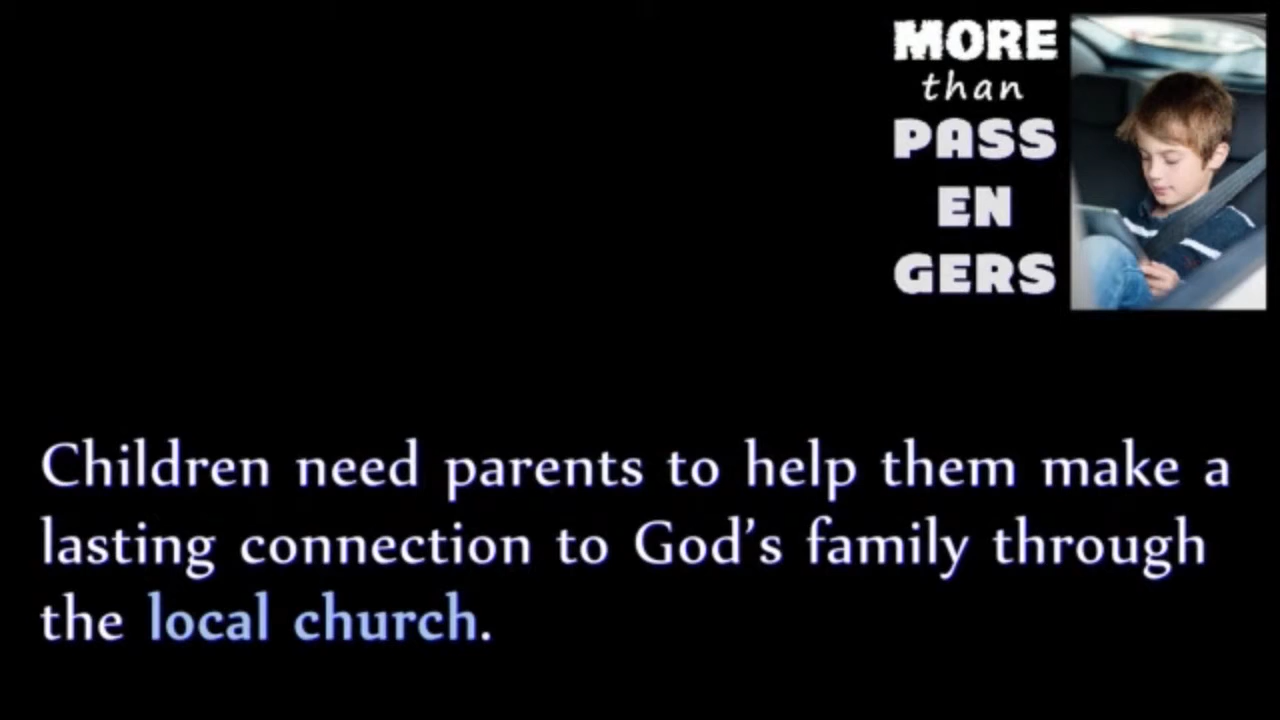 MORE
than
PASS
EN
GERS
Children need parents to help them make a
lasting connection to God's family through
the local church.